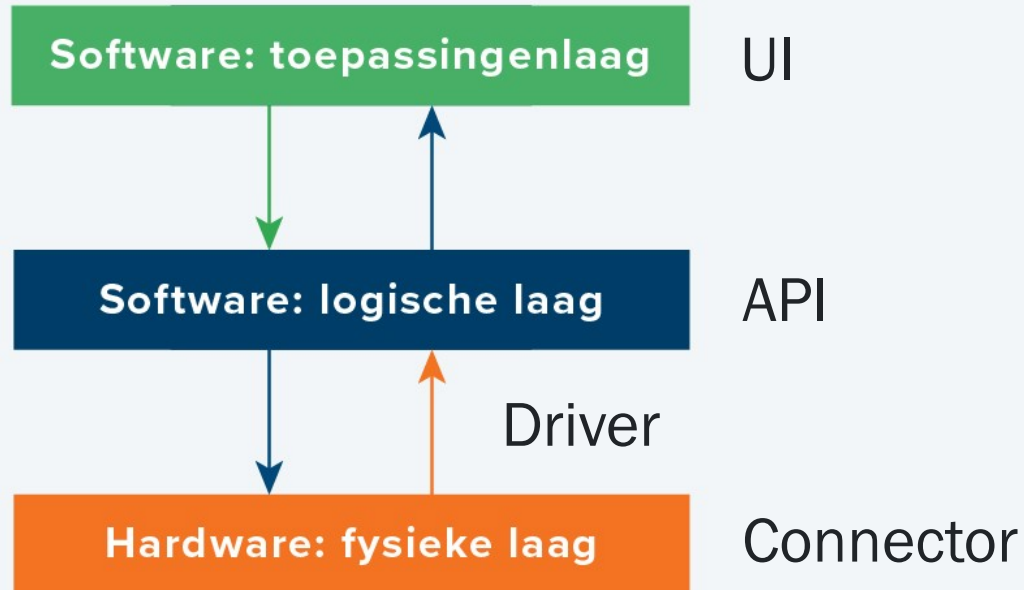 Software: toepassingenlaag
UI
Software: logische laag
API
Driver
Hardware: fysieke laag
Connector